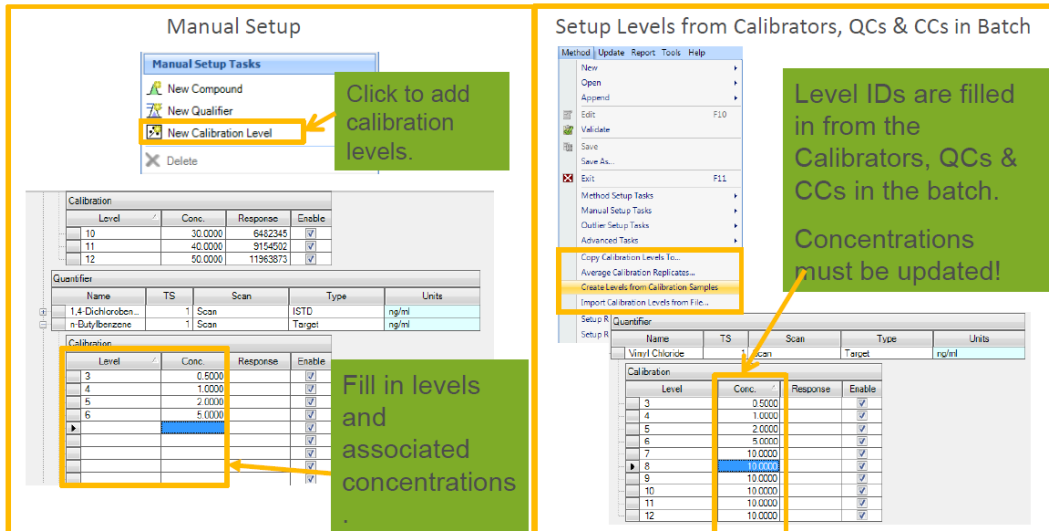 Manual Setup
Manual Setup Tasks
New Compound
New Qualifier
New Calibration Level
Delete
Click to add
calibration
levels.
Calibration
Level Conc. Response Enable
10 30.0000 6482345
11 40.0000 9154502
12 50.0000 11963873
Quantifier
Name TS Scan Type Units
1,4-Dichloroben... 1 Scan ISTD ng/ml
n-Butylbenzene 1 Scan Target ng/ml
Calibration
Level Conc. Response Enable
3 0.5000
4 1.0000
5 2.0000
6 5.0000
Fill in levels
and
associated
concentrations
.
Setup Levels from Calibrators, QCs & CCs in Batch
Method Update Report Tools Help
New
Open
Append
Edit F10
Validate
Save
Save As...
Exit F11
Method Setup Tasks
Manual Setup Tasks
Outlier Setup Tasks
Advanced Tasks
Copy Calibration Levels To...
Average Calibration Replicates...
Create Levels from Calibration Samples
Import Calibration Levels from File...
Setup R
Setup R
Level IDs are filled
in from the
Calibrators, QCs &
CCs in the batch.
Concentrations
must be updated!
Quantifier
Name TS Scan Type Units
Vinyl Chloride 1 Scan Target ng/ml
Calibration
Level Conc. Response Enable
3 0.5000
4 1.0000
5 2.0000
6 5.0000
7 10.0000
8 10.0000
9 10.0000
10 10.0000
11 10.0000
12 10.0000